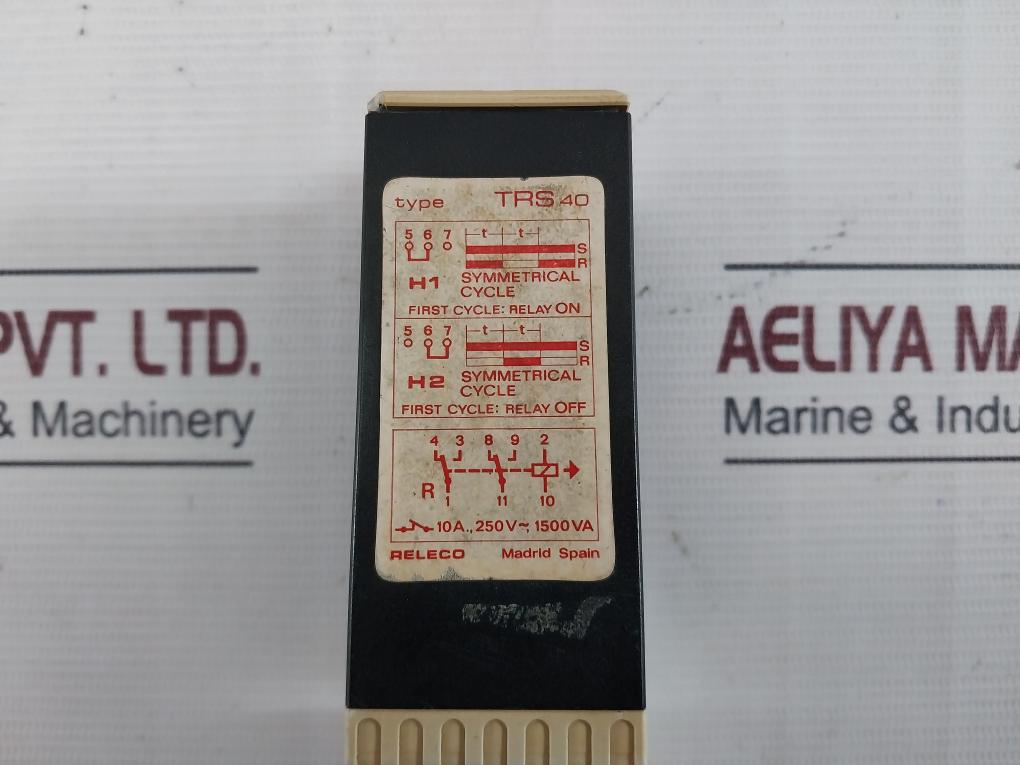 type TRS 40
5 6 7 t t
S
R
H1 SYMMETRICAL
CYCLE
FIRST CYCLE: RELAY ON
5 6 7 t t
S
R
H2 SYMMETRICAL
CYCLE
FIRST CYCLE: RELAY OFF
4 3 8 9 2
R
1 11 10
10A., 250V~, 1500VA
RELECO Madrid Spain
PVT. LTD.
& Machinery
AELIYA MA
Marine & Indu